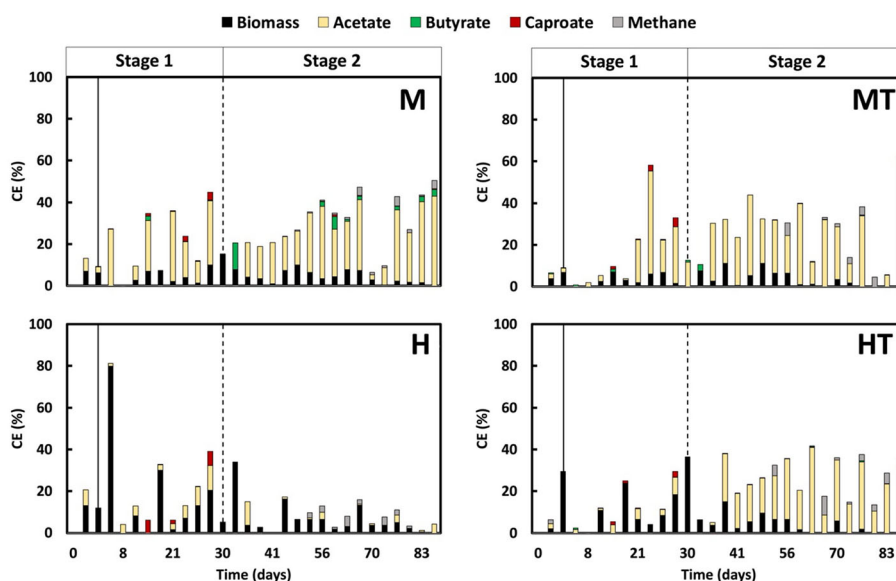 Biomass Acetate Butyrate Caproate Methane
Stage 1 Stage 2 Stage 1 Stage 2
100 M 100 MT
80 80
60 60
CE (%) CE (%)
40 40
20 20
0 0
100 H 100 HT
80 80
60 60
CE (%) CE (%)
40 40
20 20
0 0
0 8 21 30 41 56 70 83 0 8 21 30 41 56 70 83
Time (days) Time (days)